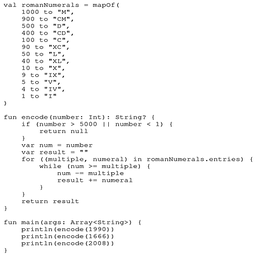 val romanNumerals = mapOf(
    1000 to "M",
    900 to "CM",
    500 to "D",
    400 to "CD",
    100 to "C",
    90 to "XC",
    50 to "L",
    40 to "XL",
    10 to "X",
    9 to "IX",
    5 to "V",
    4 to "IV",
    1 to "I"
)
fun encode(number: Int): String? {
    if (number > 5000 || number < 1) {
        return null
    }
    var num = number
    var result = ""
    for ((multiple, numeral) in romanNumerals.entries) {
        while (num >= multiple) {
            num -= multiple
            result += numeral
        }
    }
    return result
}
fun main(args: Array<String>) {
    println(encode(1990))
    println(encode(1666))
    println(encode(2008))
}